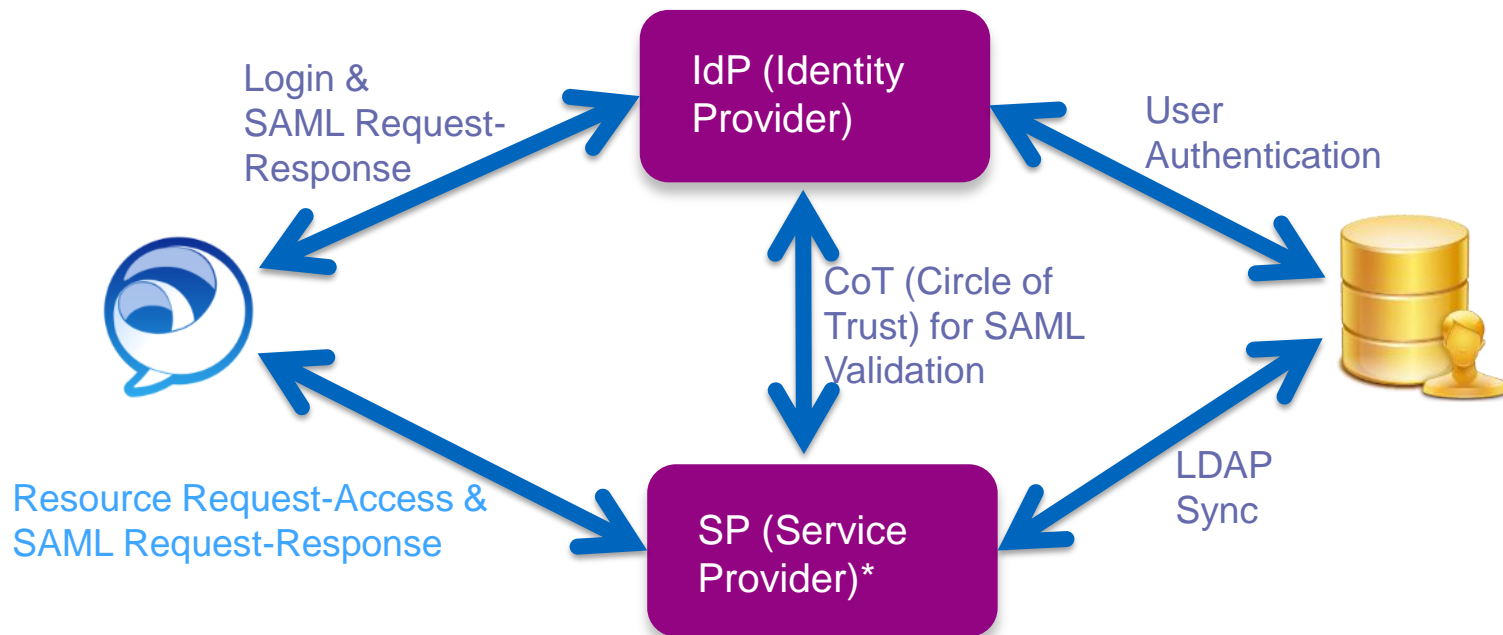 IdP (Identity
Provider)
Login &
SAML Request-
Response
User
Authentication
CoT (Circle of
Trust) for SAML
Validation
Resource Request-Access &
SAML Request-Response
LDAP
Sync
SP (Service
Provider)*